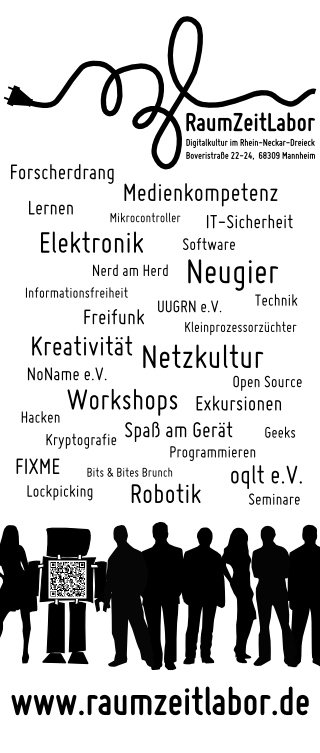 RaumZeitLabor
Digitalkultur im Rhein-Neckar-Dreieck
Boveristraße 22-24, 68309 Mannheim
Forscherdrang
Medienkompetenz
Lernen
Mikrocontroller
IT-Sicherheit
Elektronik
Software
Nerd am Herd
Neugier
Informationsfreiheit
UUGRN e.V.
Technik
Freifunk
Kleinprozessorzüchter
Kreativität
Netzkultur
NoName e.V.
Open Source
Workshops
Exkursionen
Hacken
Spaß am Gerät
Geeks
Kryptografie
Programmieren
FIXME
Bits & Bites Brunch
oqlt e.V.
Lockpicking
Robotik
Seminare
www.raumzeitlabor.de